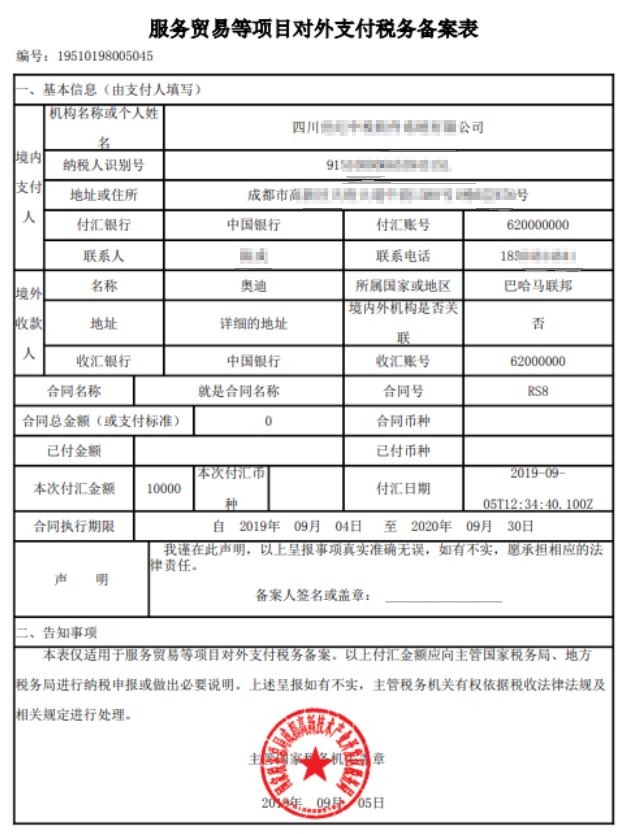 服务贸易等项目对外支付税务备案表
编号：19510198005045
一、基本信息（由支付人填写）
境内支付人
机构名称或个人姓名
四川 公司
纳税人识别号
91
地址或住所
成都市高 号
付汇银行
中国银行
付汇账号
620000000
联系人
联系电话
185
境外收款人
名称
奥迪
所属国家或地区
巴哈马联邦
地址
详细的地址
境内外机构是否关联
否
收汇银行
中国银行
收汇账号
62000000
合同名称
就是合同名称
合同号
RS8
合同总金额（或支付标准）
0
合同币种
已付金额
已付币种
本次付汇金额
10000
本次付汇币种
付汇日期
2019-09-
05T12:34:40.100Z
合同执行期限
自 2019年 09月 04日 至 2020年 09月 30日
声 明
我谨在此声明，以上呈报事项真实准确无误，如有不实，愿承担相应的法
律责任。
备案人签名或盖章：
二、告知事项
本表仅适用于服务贸易等项目对外支付税务备案。以上付汇金额应向主管国家税务局、地方
税务局进行纳税申报或做出必要说明。上述呈报如有不实，主管税务机关有权依据税收法律法规及
相关规定进行处理。
主管国家税务机关盖章
2019年 09月 05日